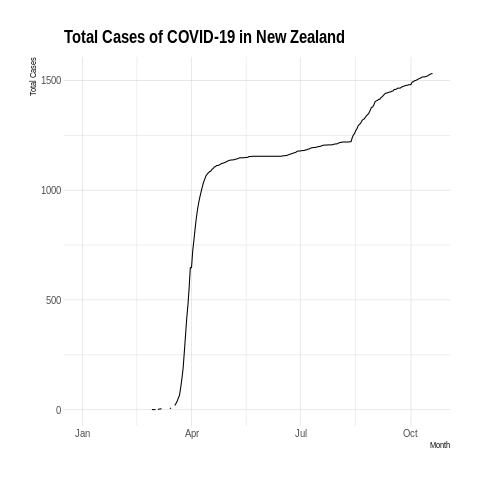 Total Cases of COVID-19 in New Zealand
Total Cases
1500
1000
500
0
Jan Apr Jul Oct
Month